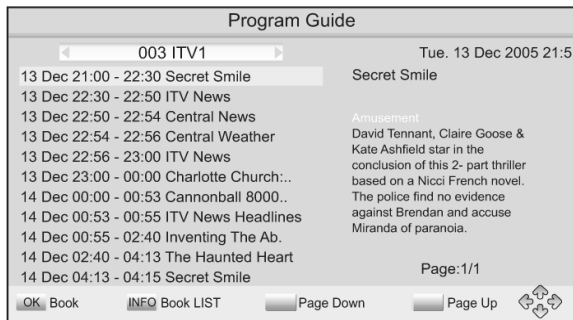 Program Guide
003 ITV1
Tue. 13 Dec 2005 21:5
13 Dec 21:00 - 22:30 Secret Smile
13 Dec 22:30 - 22:50 ITV News
13 Dec 22:50 - 22:54 Central News
13 Dec 22:54 - 22:56 Central Weather
13 Dec 22:56 - 23:00 ITV News
13 Dec 23:00 - 00:00 Charlotte Church:..
14 Dec 00:00 - 00:53 Cannonball 8000..
14 Dec 00:53 - 00:55 ITV News Headlines
14 Dec 00:55 - 02:40 Inventing The Ab.
14 Dec 02:40 - 04:13 The Haunted Heart
14 Dec 04:13 - 04:15 Secret Smile
Secret Smile
Amusement
David Tennant, Claire Goose &
Kate Ashfield star in the
conclusion of this 2- part thriller
based on a Nicci French novel.
The police find no evidence
against Brendan and accuse
Miranda of paranoia.
Page:1/1
OK Book INFO Book LIST Page Down Page Up